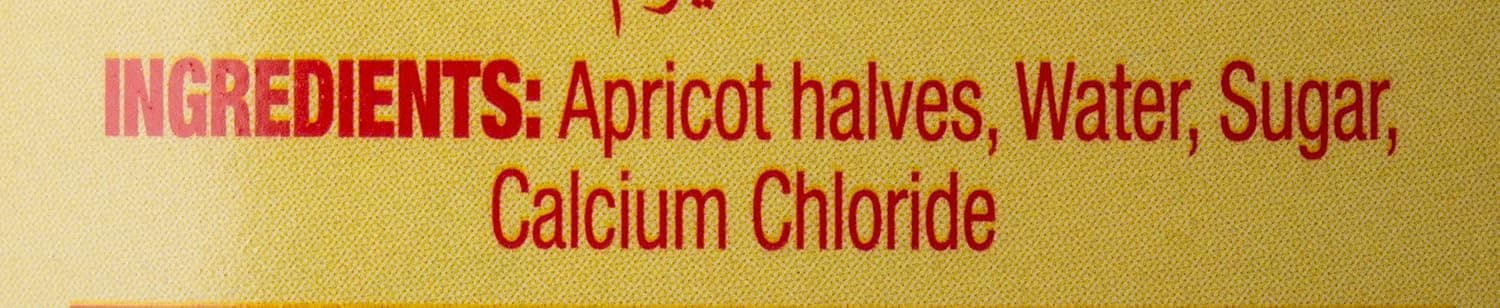 INGREDIENTS: Apricot halves, Water, Sugar,
Calcium Chloride